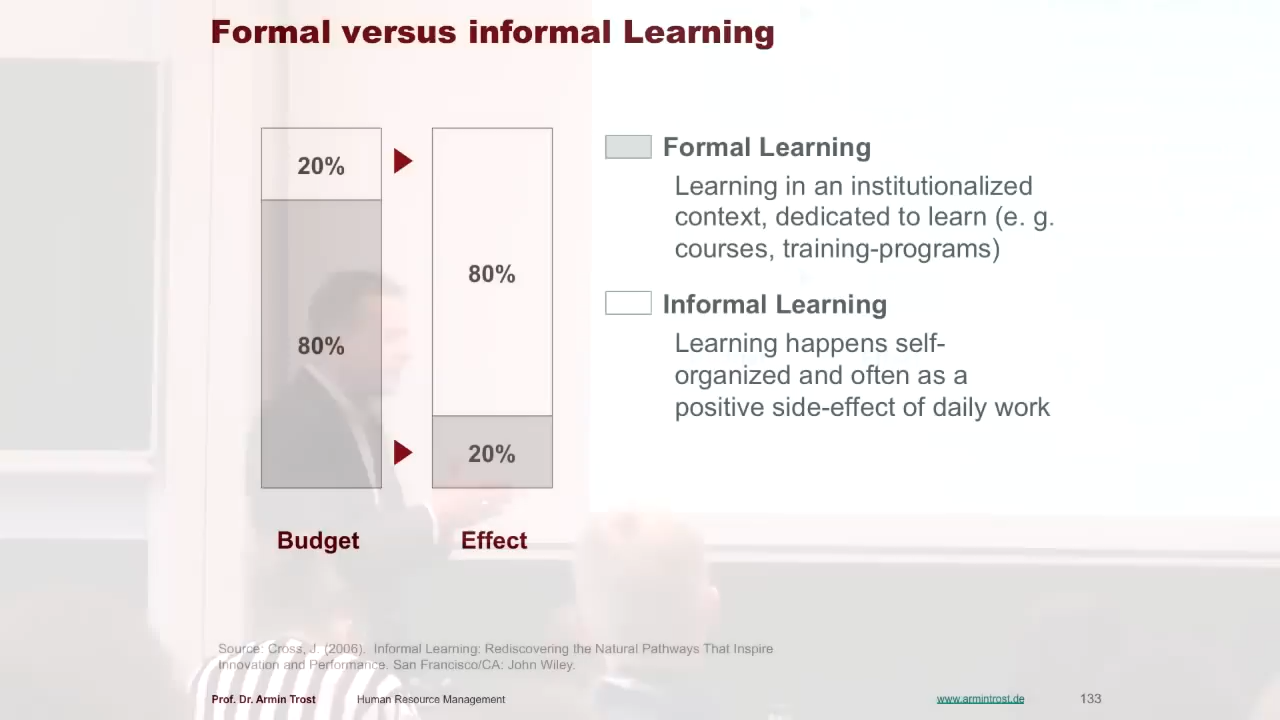 Formal versus informal Learning
20%
80%
80%
20%
Budget
Effect
Formal Learning
Learning in an institutionalized
context, dedicated to learn (e. g.
courses, training-programs)
Informal Learning
Learning happens self-
organized and often as a
positive side-effect of daily work
Source: Cross, J. (2006). Informal Learning: Rediscovering the Natural Pathways That Inspire
Innovation and Performance. San Francisco/CA: John Wiley.
Prof. Dr. Armin Trost Human Resource Management www.armintrost.de 133